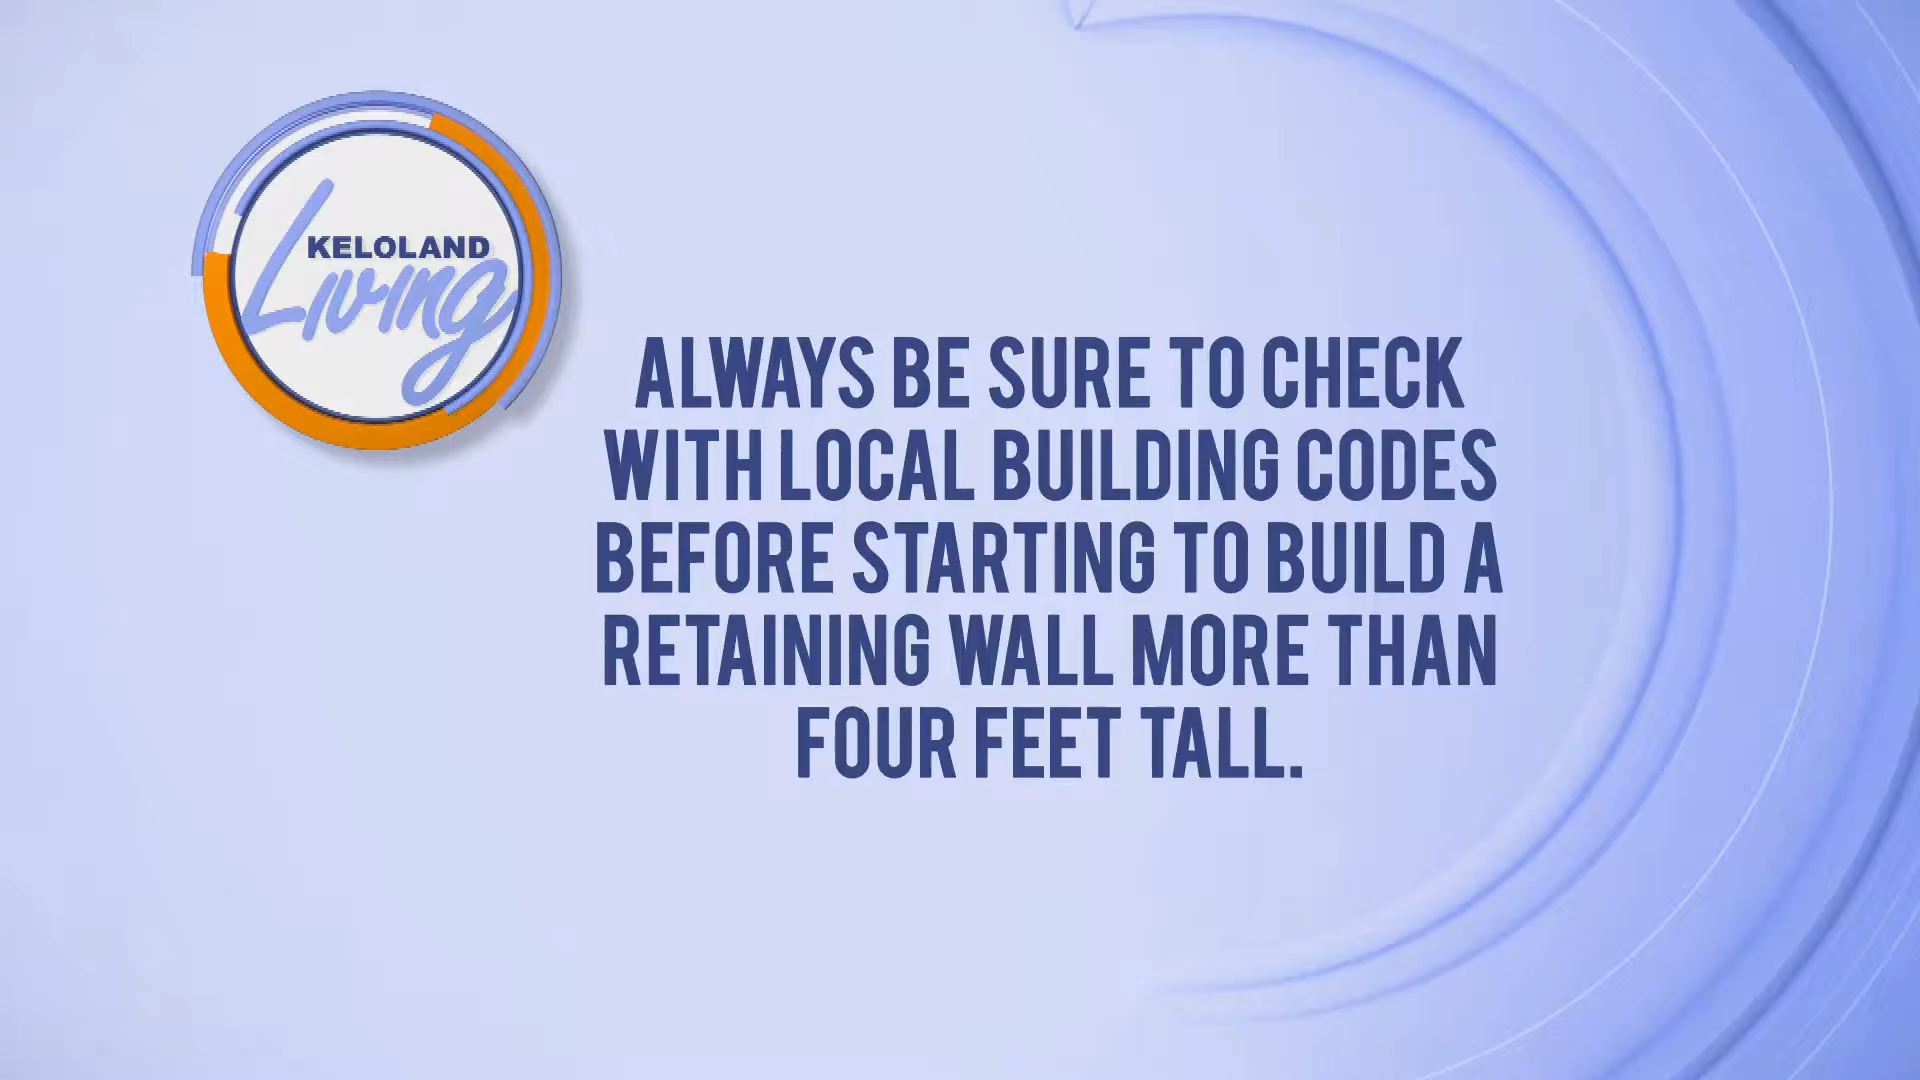 KELOLAND
Living
ALWAYS BE SURE TO CHECK
WITH LOCAL BUILDING CODES
BEFORE STARTING TO BUILD A
RETAINING WALL MORE THAN
FOUR FEET TALL.